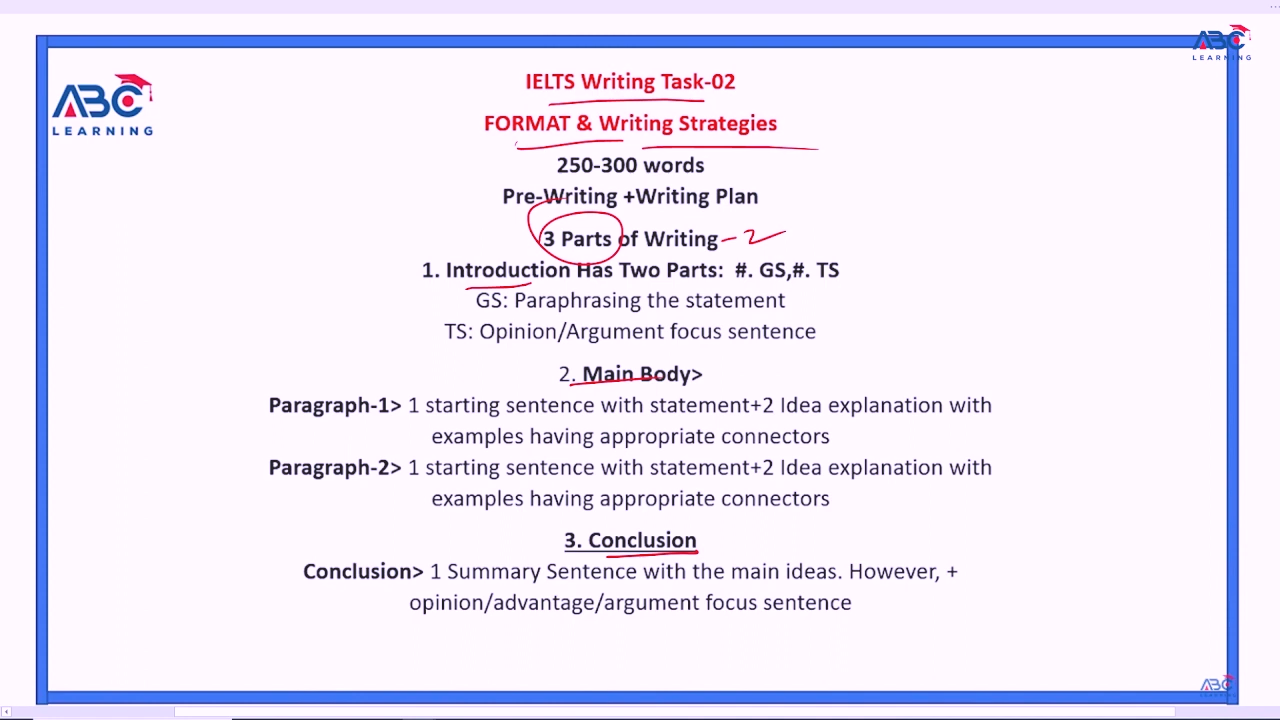 ABC
LEARNING
ABC
LEARNING
IELTS Writing Task-02
FORMAT & Writing Strategies
250-300 words
Pre-Writing +Writing Plan
3 Parts of Writing - 2
1. Introduction Has Two Parts: #. GS,#. TS
GS: Paraphrasing the statement
TS: Opinion/Argument focus sentence
2. Main Body>
Paragraph-1> 1 starting sentence with statement+2 Idea explanation with
examples having appropriate connectors
Paragraph-2> 1 starting sentence with statement+2 Idea explanation with
examples having appropriate connectors
3. Conclusion
Conclusion> 1 Summary Sentence with the main ideas. However, +
opinion/advantage/argument focus sentence
ABC
LEARNING